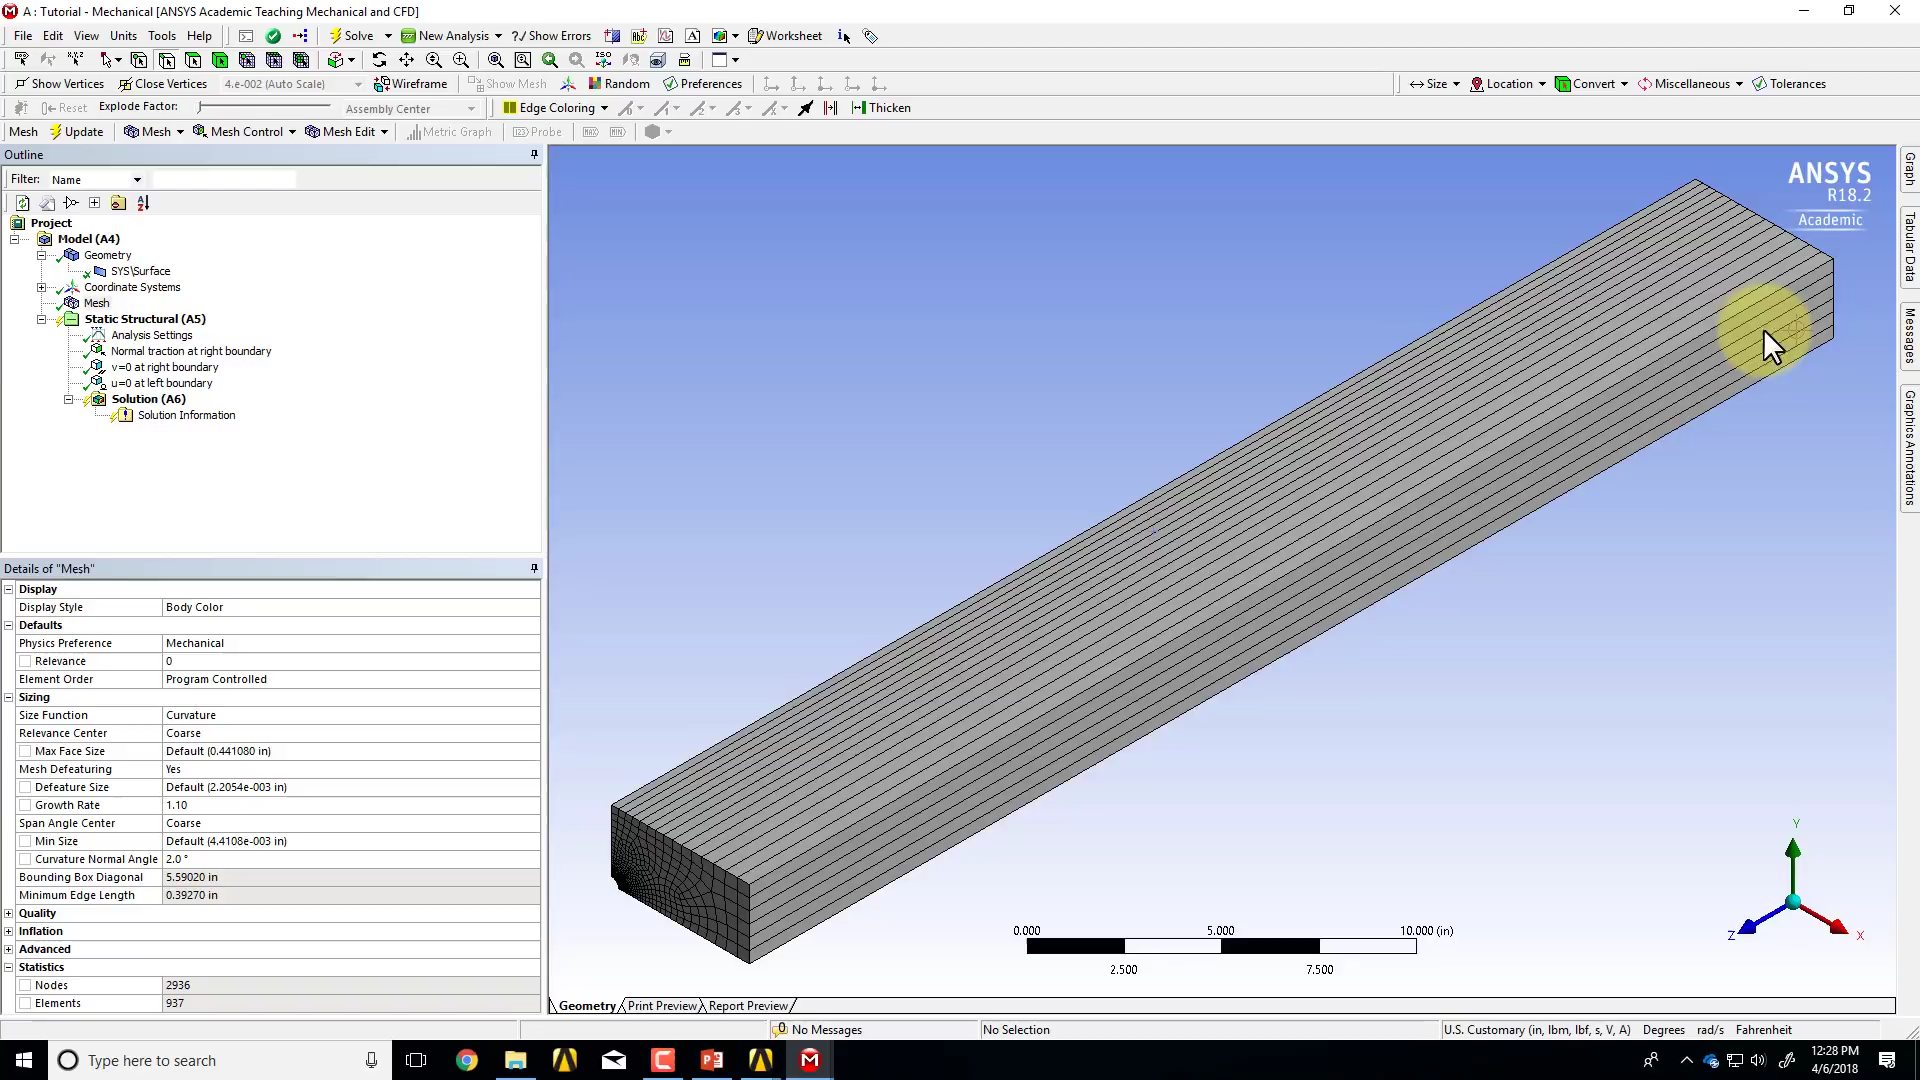 A : Tutorial - Mechanical [ANSYS Academic Teaching Mechanical and CFD]
File Edit View Units Tools Help Solve New Analysis ?/ Show Errors Worksheet
Show Vertices Close Vertices 4.e-002 (Auto Scale) Wireframe Show Mesh Random Preferences Size Location Convert Miscellaneous Tolerances
Reset Explode Factor: Assembly Center Edge Coloring Thicken
Mesh Update Mesh Mesh Control Mesh Edit Metric Graph Probe MAX MIN
Outline
Filter: Name
Project
Model (A4)
Geometry
SYS\Surface
Coordinate Systems
Mesh
Static Structural (A5)
Analysis Settings
Normal traction at right boundary
v=0 at right boundary
u=0 at left boundary
Solution (A6)
Solution Information
Details of "Mesh"
Display
Display Style Body Color
Defaults
Physics Preference Mechanical
Relevance 0
Element Order Program Controlled
Sizing
Size Function Curvature
Relevance Center Coarse
Max Face Size Default (0.441080 in)
Mesh Defeaturing Yes
Defeature Size Default (2.2054e-003 in)
Growth Rate 1.10
Span Angle Center Coarse
Min Size Default (4.4108e-003 in)
Curvature Normal Angle 2.0 °
Bounding Box Diagonal 5.59020 in
Minimum Edge Length 0.39270 in
Quality
Inflation
Advanced
Statistics
Nodes 2936
Elements 937
ANSYS
R18.2
Academic
0.000 5.000 10.000 (in)
2.500 7.500
Y
Z X
Graph
Tabular Data
Messages
Graphics Annotations
Geometry Print Preview Report Preview
0 No Messages No Selection U.S. Customary (in, lbm, lbf, s, V, A) Degrees rad/s Fahrenheit
Type here to search
12:28 PM
4/6/2018